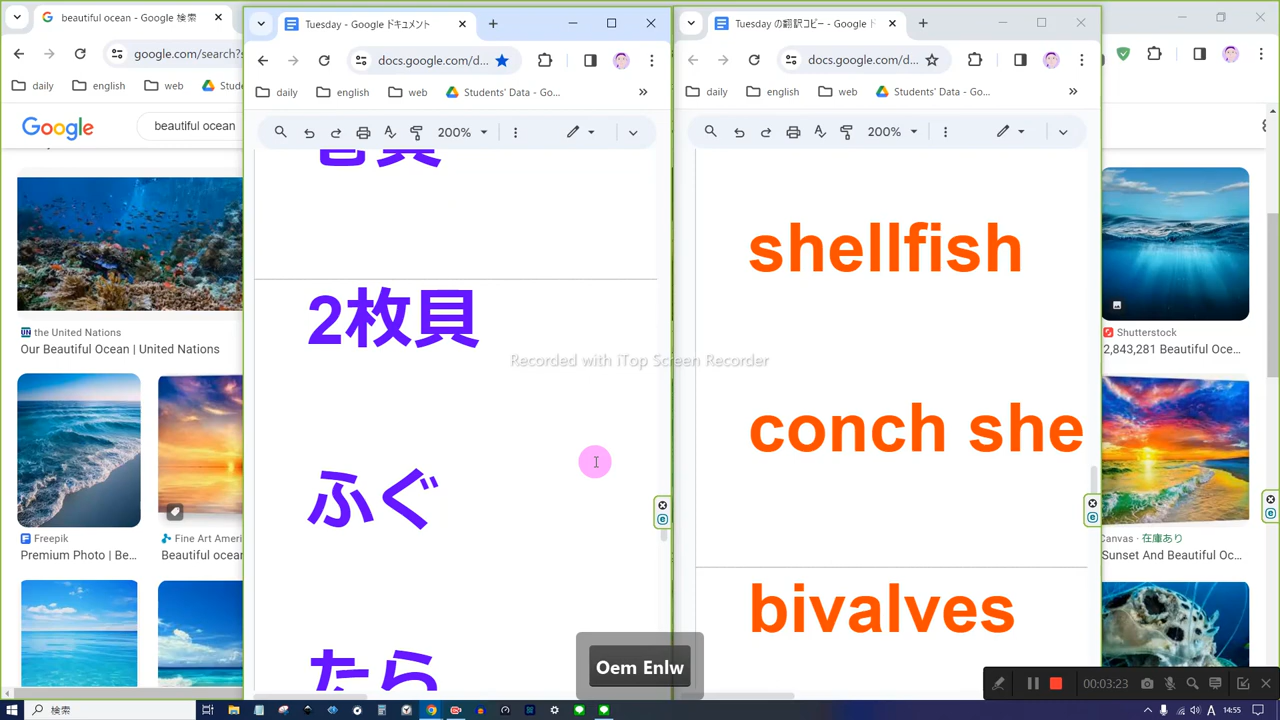 beautiful ocean - Google 検索
Tuesday - Google ドキュメント
Tuesday の翻訳コピー - Google ド
google.com/search?
docs.google.com/d...
docs.google.com/d...
daily
english
web
Stude
daily
english
web
Students' Data - Go...
daily
english
web
Students' Data - Go...
Google
beautiful ocean
200%
200%
2枚貝
ふぐ
たら
shellfish
conch she
bivalves
the United Nations
Our Beautiful Ocean | United Nations
Freepik
Premium Photo | Be...
Fine Art Ameri
Beautiful ocea
Shutterstock
2,843,281 Beautiful Oce...
Canvas · 在庫あり
Sunset And Beautiful Oc...
Recorded with iTop Screen Recorder
Oem Enlw
00:03:23
検索
A
14:55